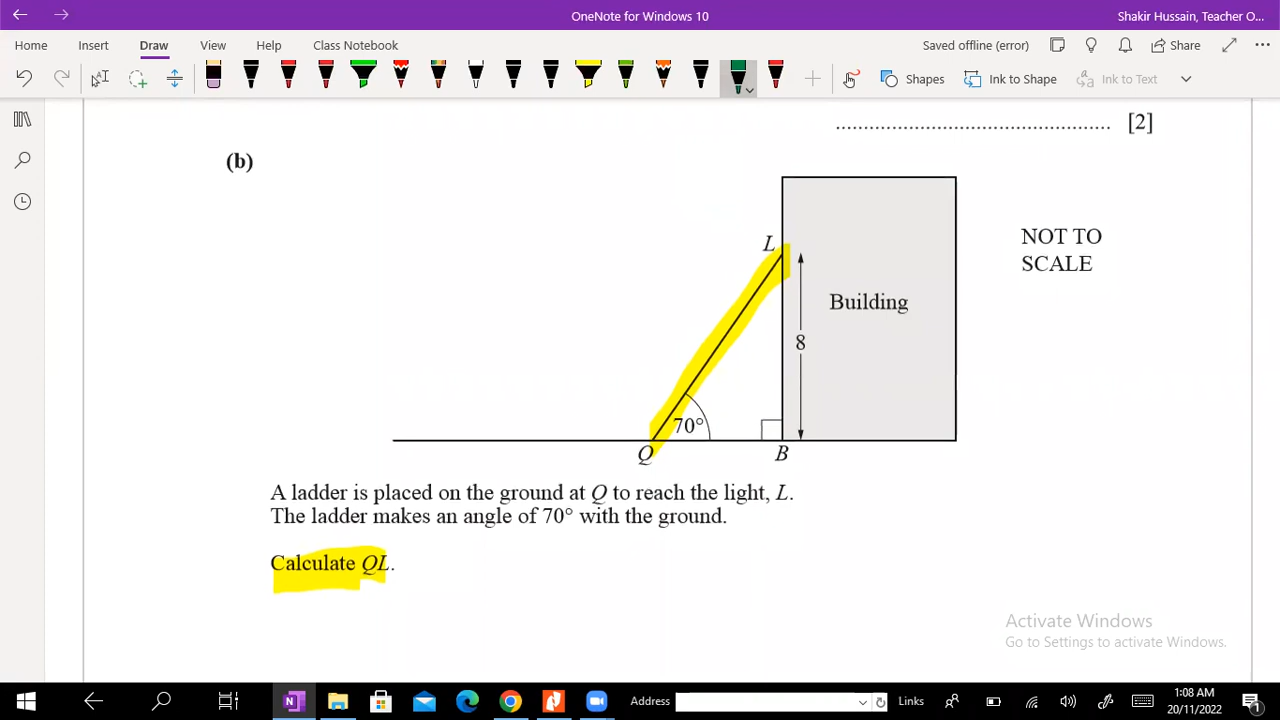 OneNote for Windows 10
Shakir Hussain, Teacher O...
Home Insert Draw View Help Class Notebook
Saved offline (error)
Share
Shapes
Ink to Shape
Ink to Text
............................................... [2]
(b)
L
NOT TO
SCALE
Building
8
70°
Q
B
A ladder is placed on the ground at Q to reach the light, L.
The ladder makes an angle of 70° with the ground.
Calculate QL.
Activate Windows
Go to Settings to activate Windows.
Address
Links
1:08 AM
20/11/2022